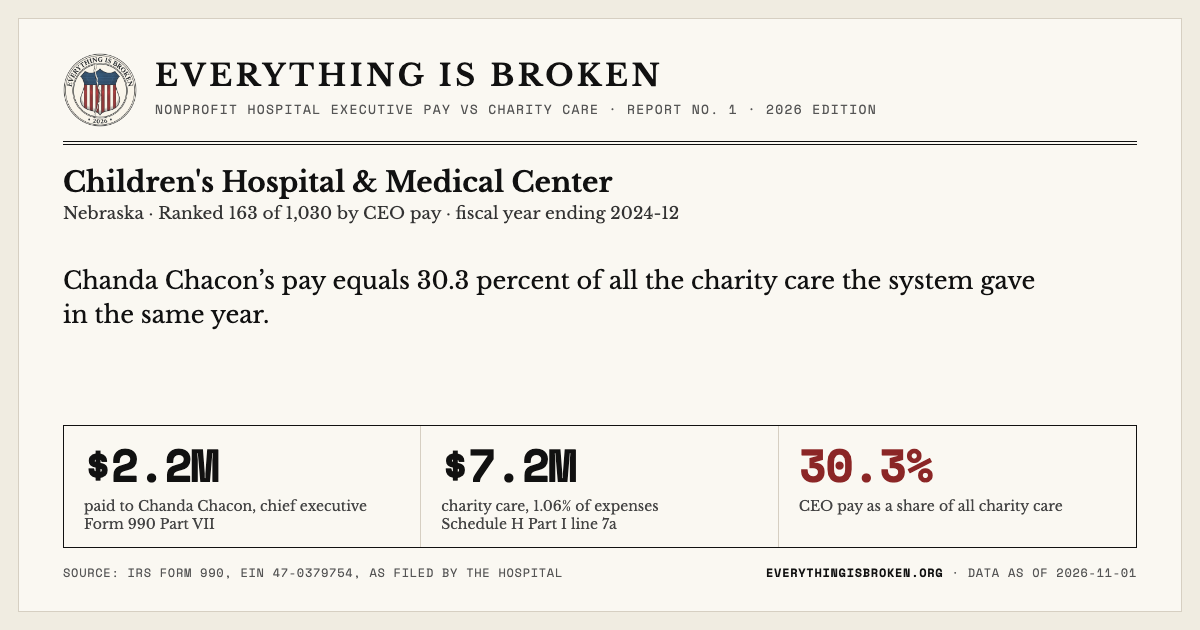 EVERYTHING IS BROKEN
2026
EVERYTHING IS BROKEN
NONPROFIT HOSPITAL EXECUTIVE PAY VS CHARITY CARE · REPORT NO. 1 · 2026 EDITION
Children's Hospital & Medical Center
Nebraska · Ranked 163 of 1,030 by CEO pay · fiscal year ending 2024-12
Chanda Chacon’s pay equals 30.3 percent of all the charity care the system gave
in the same year.
$2.2M
paid to Chanda Chacon, chief executive
Form 990 Part VII
$7.2M
charity care, 1.06% of expenses
Schedule H Part I line 7a
30.3%
CEO pay as a share of all charity care
SOURCE: IRS FORM 990, EIN 47-0379754, AS FILED BY THE HOSPITAL
EVERYTHINGISBROKEN.ORG · DATA AS OF 2026-11-01